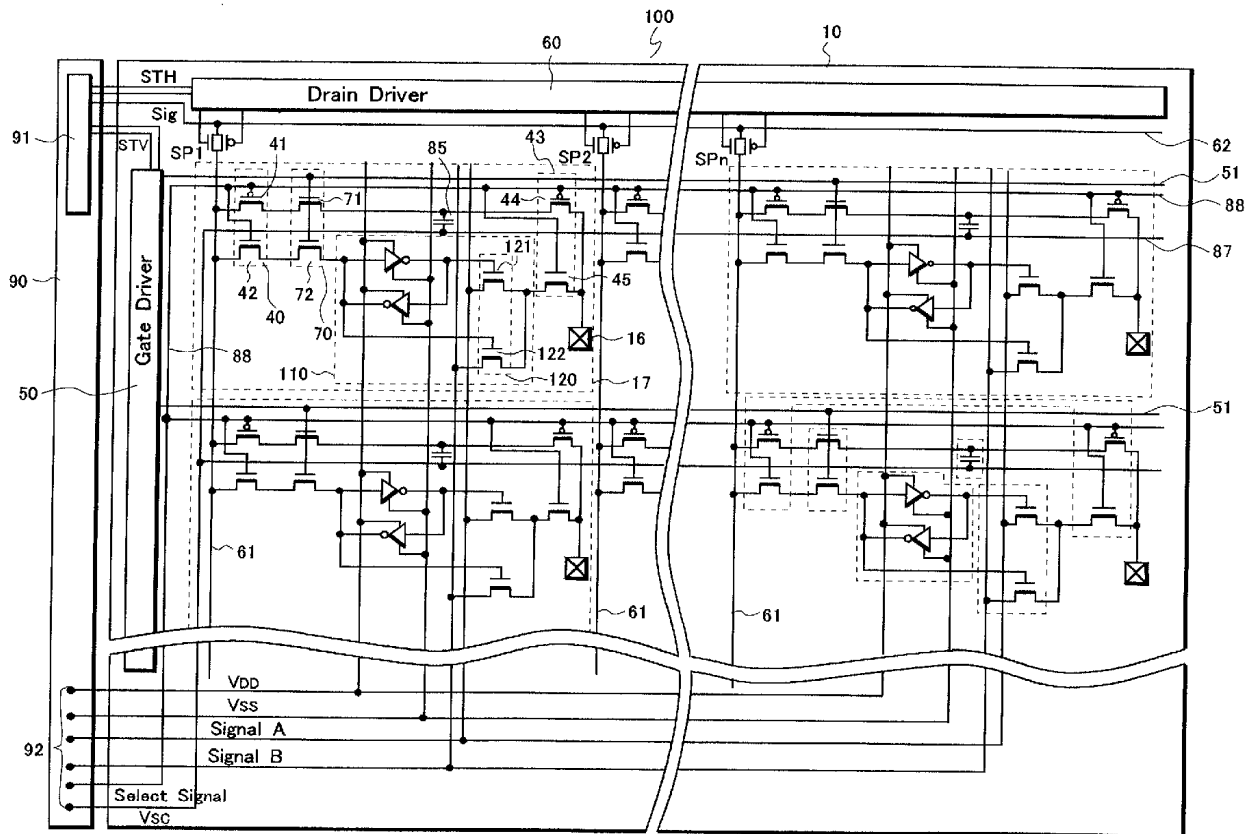 100
10
60
STH
Drain Driver
91
Sig
STV
SP1
SP2
SPn
62
41
85
43
51
88
71
44
87
121
90
42
40
72
70
45
Gate Driver
88
16
122
110
120
17
50
51
61
61
61
VDD
VSS
Signal A
92
Signal B
Select Signal
VSC